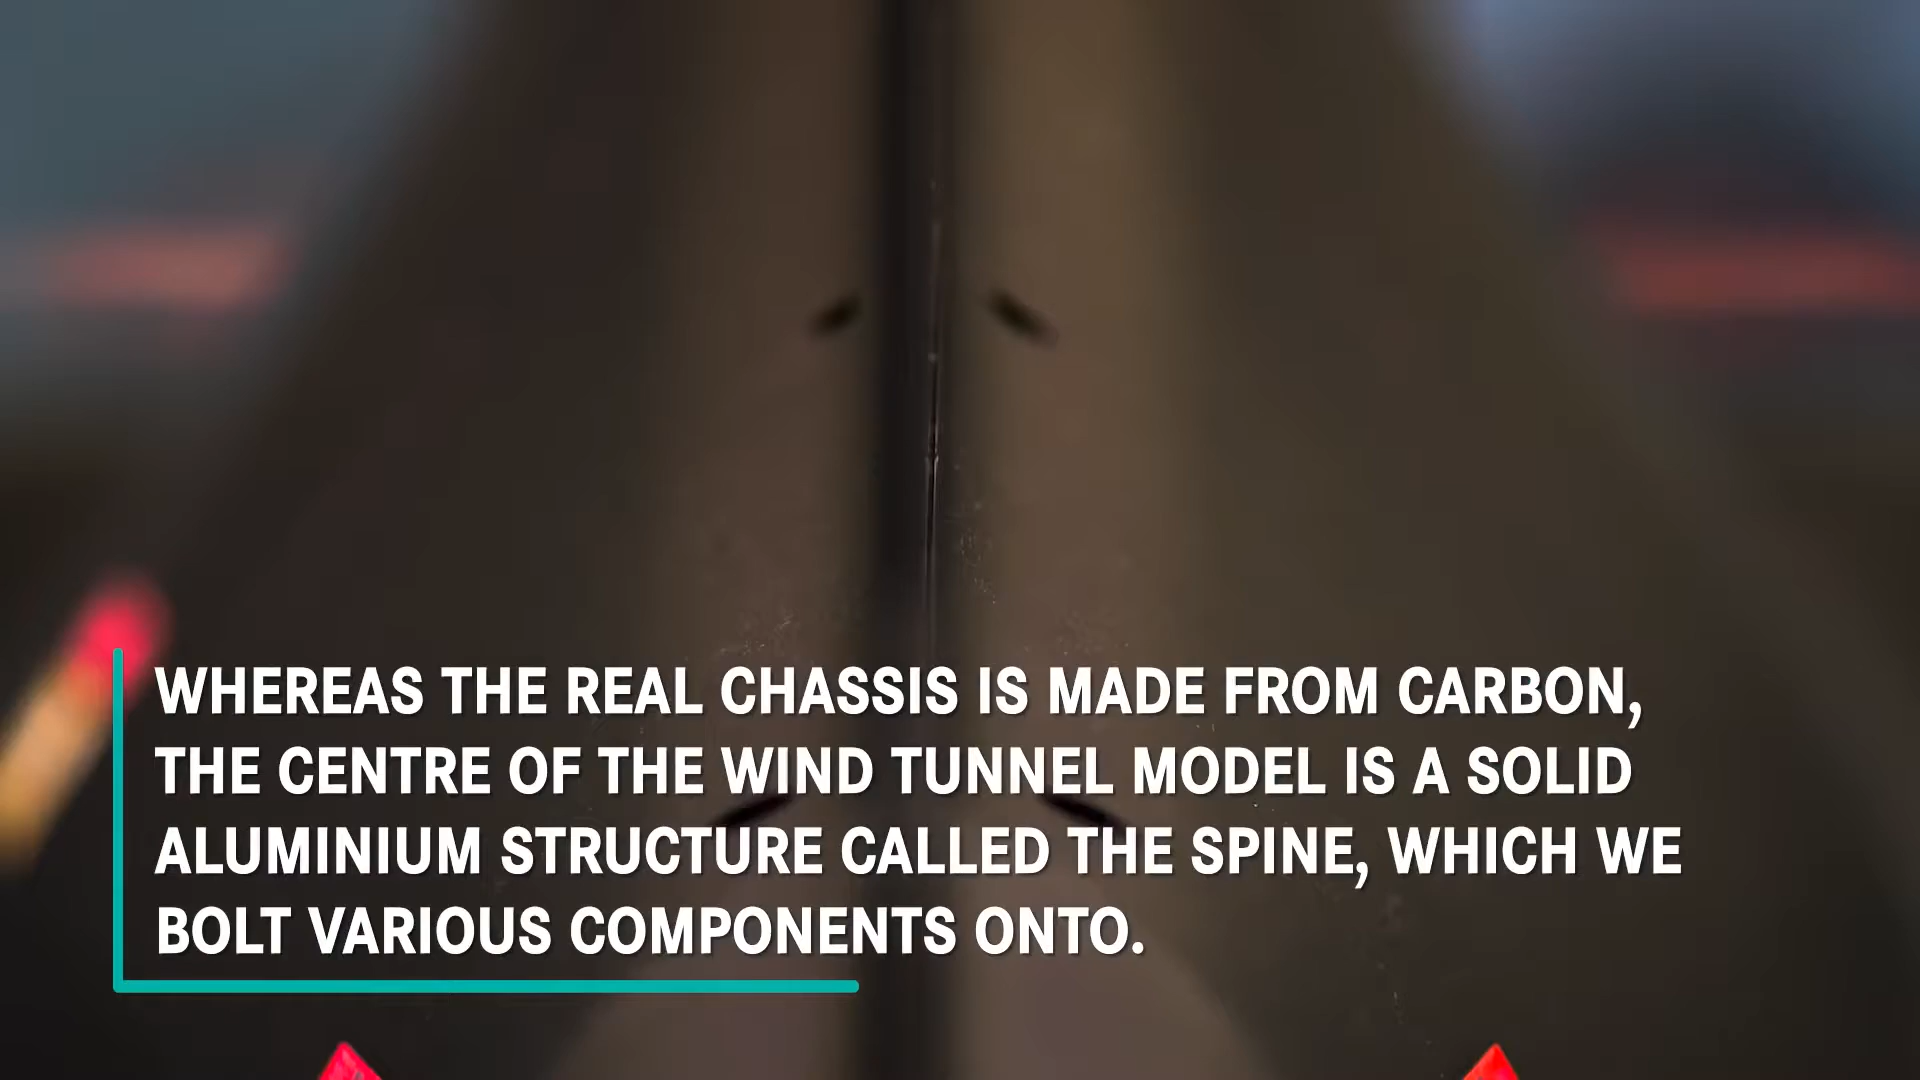 WHEREAS THE REAL CHASSIS IS MADE FROM CARBON,
THE CENTRE OF THE WIND TUNNEL MODEL IS A SOLID
ALUMINIUM STRUCTURE CALLED THE SPINE, WHICH WE
BOLT VARIOUS COMPONENTS ONTO.